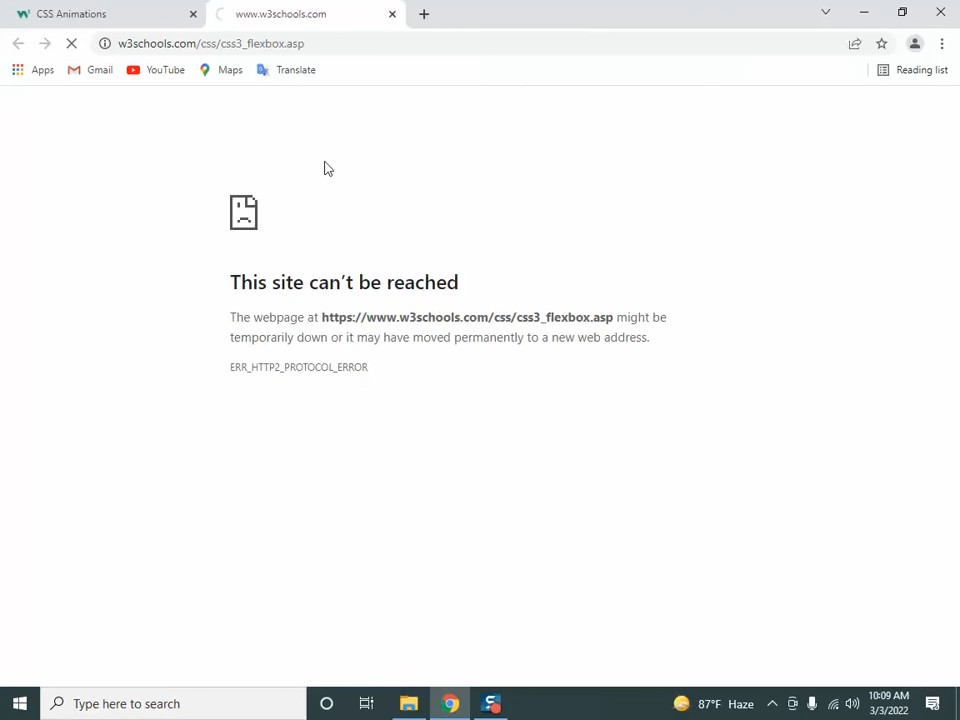 CSS Animations
www.w3schools.com
w3schools.com/css/css3_flexbox.asp
Apps
Gmail
YouTube
Maps
Translate
Reading list
This site can't be reached
The webpage at https://www.w3schools.com/css/css3_flexbox.asp might be
temporarily down or it may have moved permanently to a new web address.
ERR_HTTP2_PROTOCOL_ERROR
Type here to search
87°F Haze
10:09 AM
3/3/2022